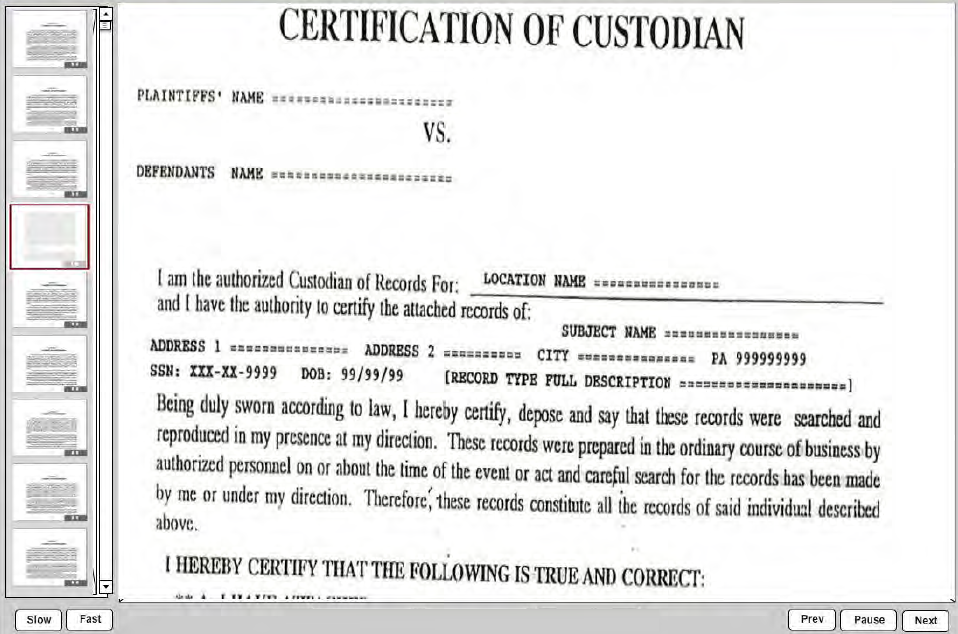 CERTIFICATION OF CUSTODIAN
PLAINTIFFS' NAME =======================
VS.
DEFENDANTS NAME =======================
I am the authorized Custodian of Records For: LOCATION NAME ================
and I have the authority to certify the attached records of:
SUBJECT NAME =================
ADDRESS 1 =============== ADDRESS 2 ========== CITY =============== PA 999999999
SSN: XXX-XX-9999 DOB: 99/99/99 [RECORD TYPE FULL DESCRIPTION =====================]
Being duly sworn according to law, I hereby certify, depose and say that these records were searched and
reproduced in my presence at my direction. These records were prepared in the ordinary course of business by
authorized personnel on or about the time of the event or act and careful search for the records has been made
by me or under my direction. Therefore, these records constitute all the records of said individual described
above.
I HEREBY CERTIFY THAT THE FOLLOWING IS TRUE AND CORRECT:
Slow Fast Prev Pause Next